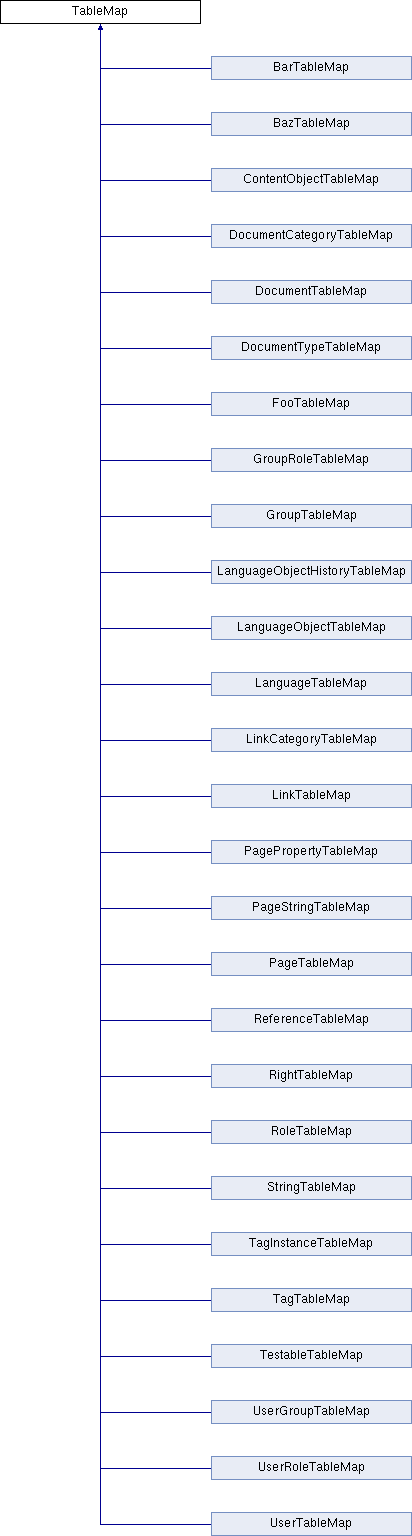 TableMap
BarTableMap
BazTableMap
ContentObjectTableMap
DocumentCategoryTableMap
DocumentTableMap
DocumentTypeTableMap
FooTableMap
GroupRoleTableMap
GroupTableMap
LanguageObjectHistoryTableMap
LanguageObjectTableMap
LanguageTableMap
LinkCategoryTableMap
LinkTableMap
PagePropertyTableMap
PageStringTableMap
PageTableMap
ReferenceTableMap
RightTableMap
RoleTableMap
StringTableMap
TagInstanceTableMap
TagTableMap
TestableTableMap
UserGroupTableMap
UserRoleTableMap
UserTableMap